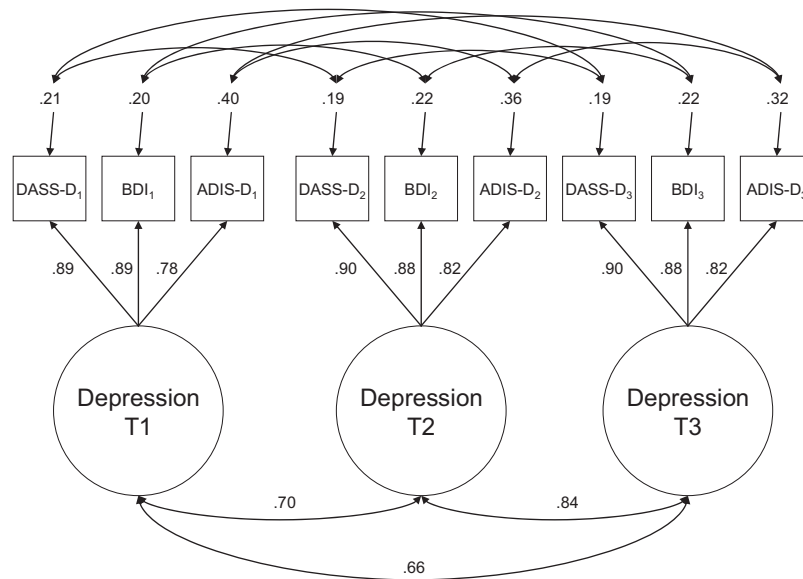 .21 .20 .40 .19 .22 .36 .19 .22 .32
DASS-D₁ BDI₁ ADIS-D₁ DASS-D₂ BDI₂ ADIS-D₂ DASS-D₃ BDI₃ ADIS-D₃
.89 .89 .78 .90 .88 .82 .90 .88 .82
Depression Depression Depression
T1 T2 T3
.70 .84
.66